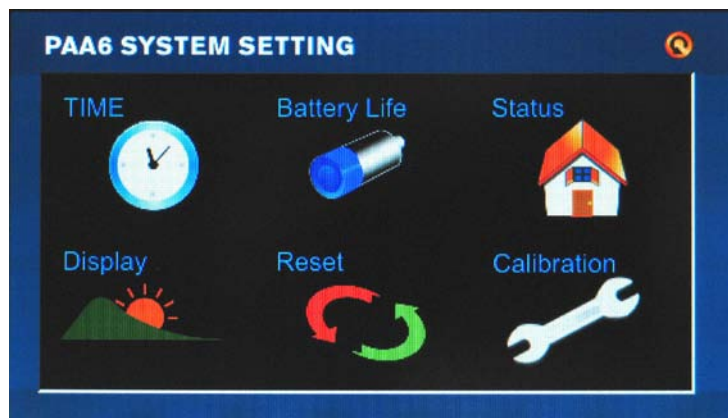 PAA6 SYSTEM SETTING
TIME
Battery Life
Status
Display
Reset
Calibration